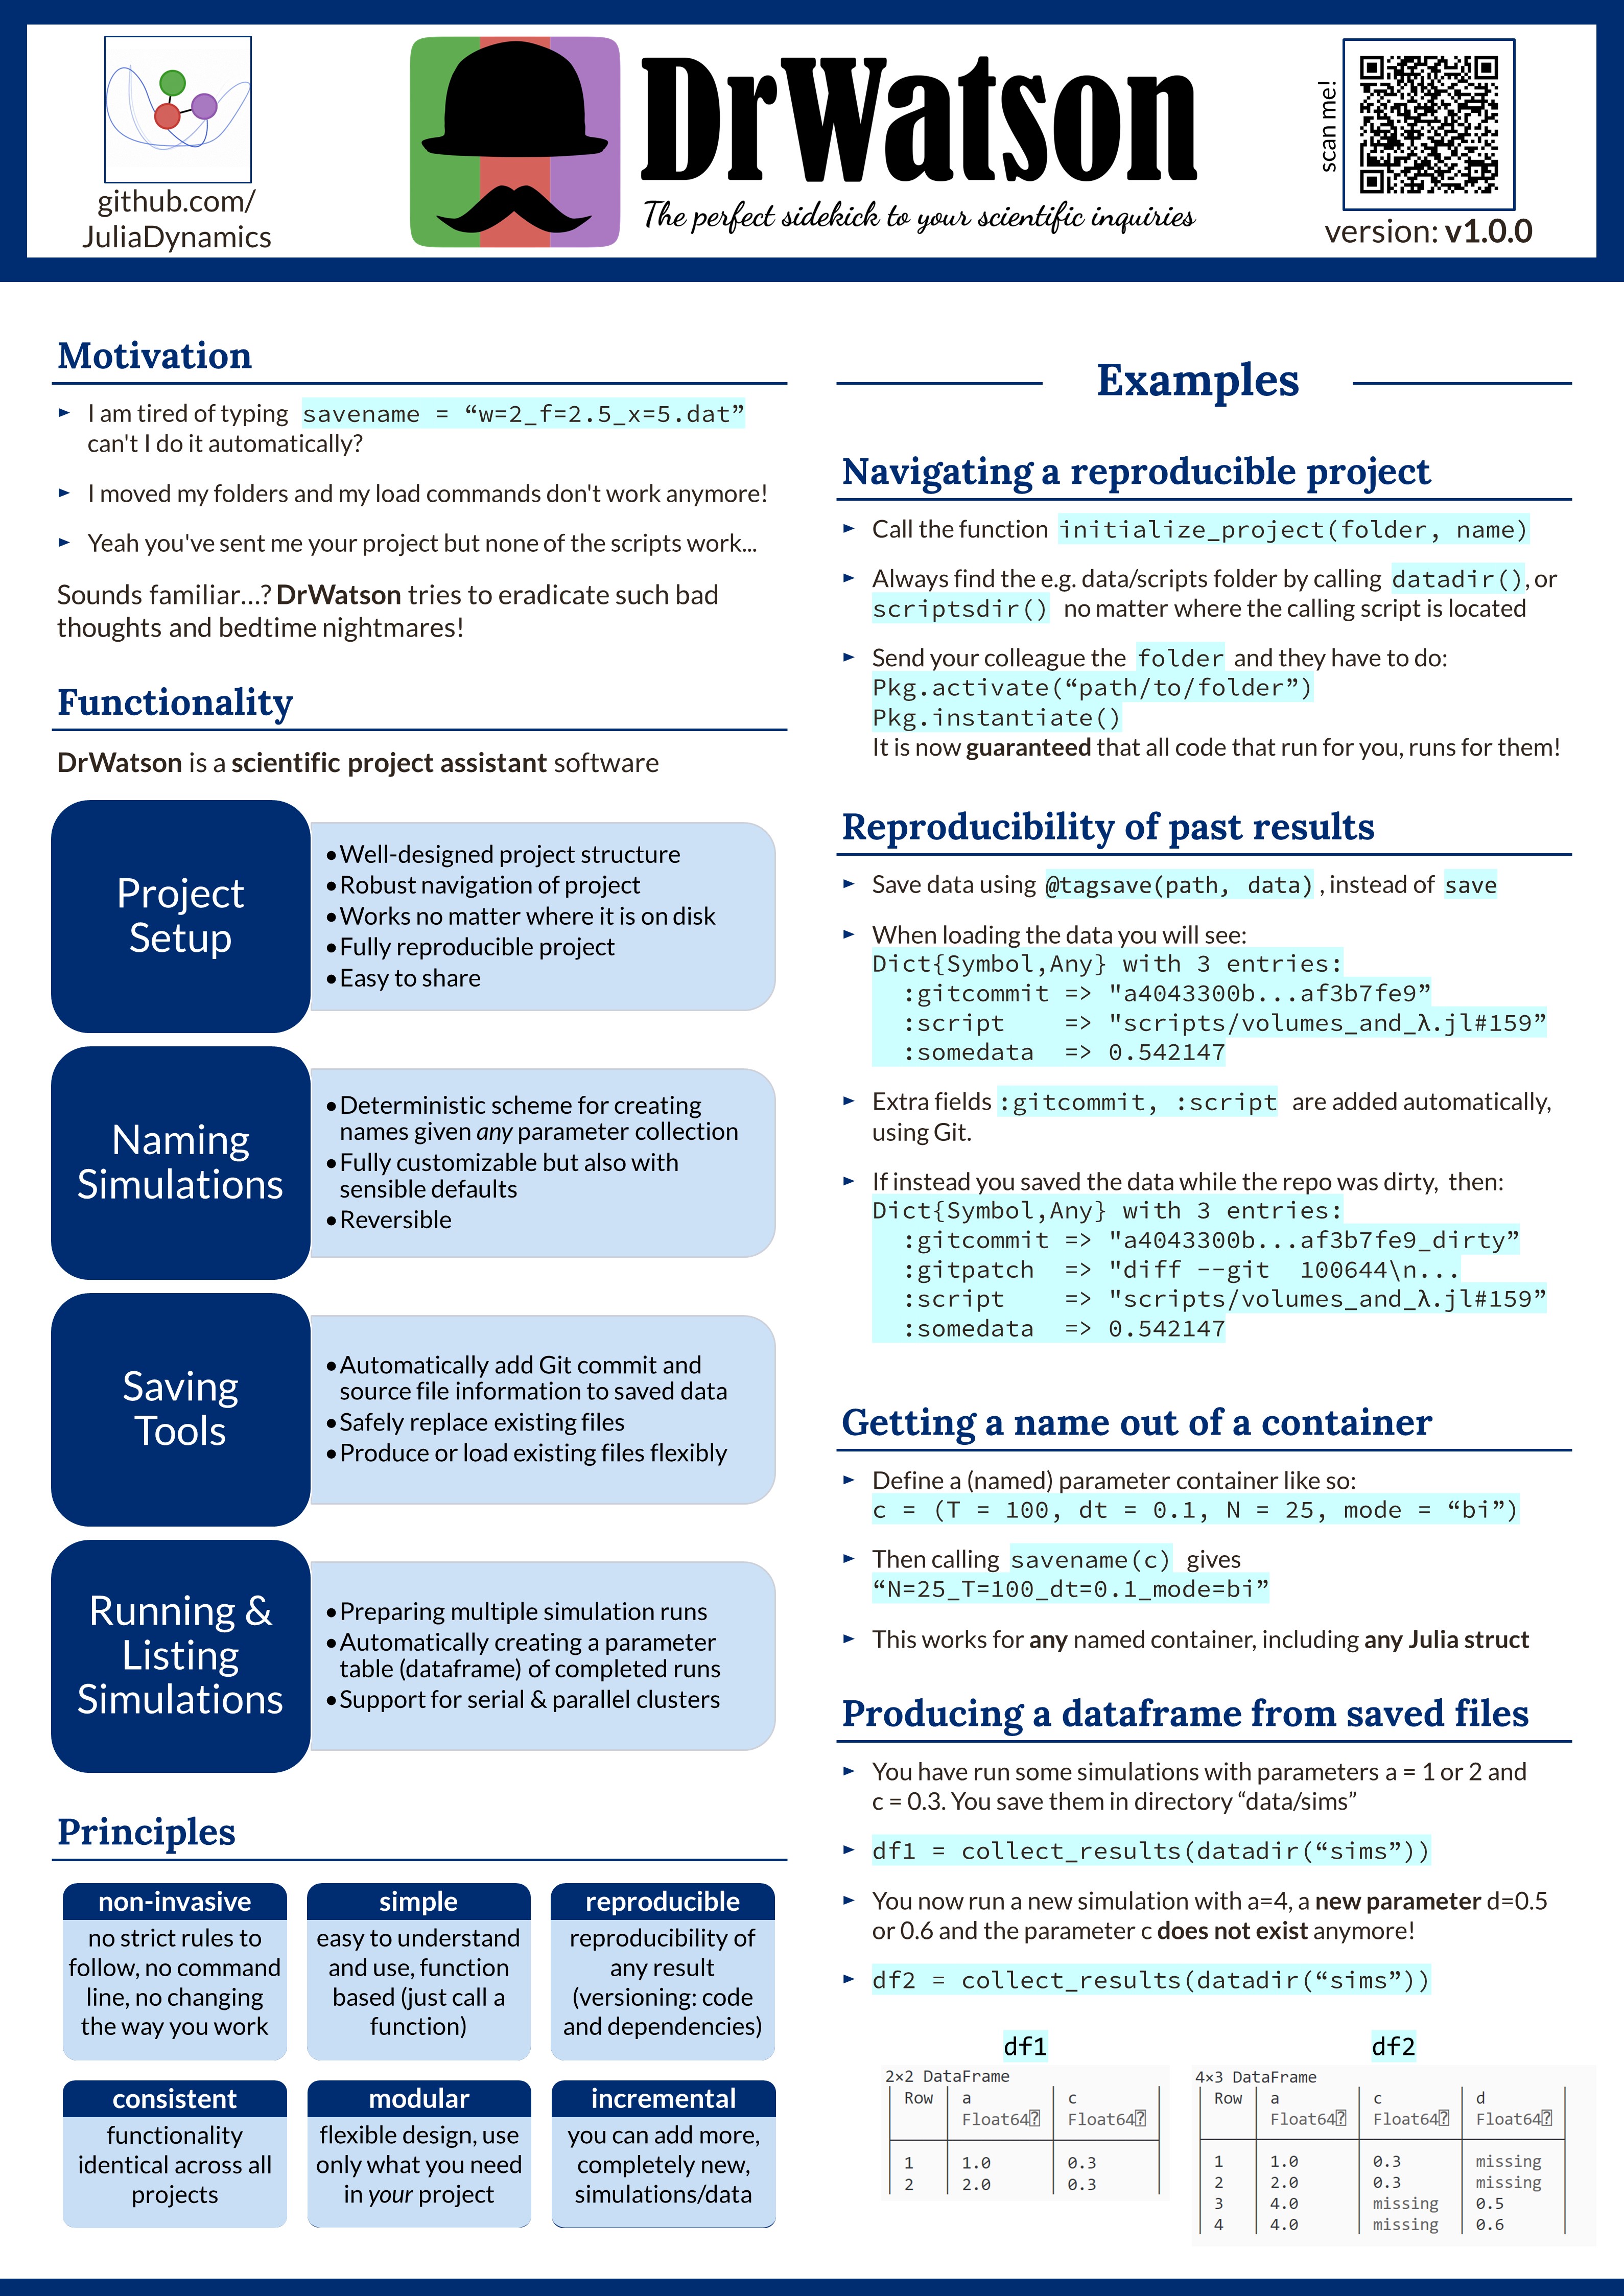 github.com/
JuliaDynamics
DrWatson
The perfect sidekick to your scientific inquiries
scan me!
version: v1.0.0
Motivation
► I am tired of typing savename = “w=2_f=2.5_x=5.dat”
can't I do it automatically?
► I moved my folders and my load commands don't work anymore!
► Yeah you've sent me your project but none of the scripts work...
Sounds familiar...? DrWatson tries to eradicate such bad
thoughts and bedtime nightmares!
Functionality
DrWatson is a scientific project assistant software
Project
Setup
•Well-designed project structure
•Robust navigation of project
•Works no matter where it is on disk
•Fully reproducible project
•Easy to share
Naming
Simulations
•Deterministic scheme for creating
names given any parameter collection
•Fully customizable but also with
sensible defaults
•Reversible
Saving
Tools
•Automatically add Git commit and
source file information to saved data
•Safely replace existing files
•Produce or load existing files flexibly
Running &
Listing
Simulations
•Preparing multiple simulation runs
•Automatically creating a parameter
table (dataframe) of completed runs
•Support for serial & parallel clusters
Principles
non-invasive
no strict rules to
follow, no command
line, no changing
the way you work
simple
easy to understand
and use, function
based (just call a
function)
reproducible
reproducibility of
any result
(versioning: code
and dependencies)
consistent
functionality
identical across all
projects
modular
flexible design, use
only what you need
in your project
incremental
you can add more,
completely new,
simulations/data
Examples
Navigating a reproducible project
► Call the function initialize_project(folder, name)
► Always find the e.g. data/scripts folder by calling datadir(), or
scriptsdir() no matter where the calling script is located
► Send your colleague the folder and they have to do:
Pkg.activate(“path/to/folder”)
Pkg.instantiate()
It is now guaranteed that all code that run for you, runs for them!
Reproducibility of past results
► Save data using @tagsave(path, data) , instead of save
► When loading the data you will see:
Dict{Symbol,Any} with 3 entries:
:gitcommit => "a4043300b...af3b7fe9”
:script => "scripts/volumes_and_λ.jl#159”
:somedata => 0.542147
► Extra fields :gitcommit, :script are added automatically,
using Git.
► If instead you saved the data while the repo was dirty, then:
Dict{Symbol,Any} with 3 entries:
:gitcommit => "a4043300b...af3b7fe9_dirty”
:gitpatch => "diff --git 100644\n...
:script => "scripts/volumes_and_λ.jl#159”
:somedata => 0.542147
Getting a name out of a container
► Define a (named) parameter container like so:
c = (T = 100, dt = 0.1, N = 25, mode = “bi”)
► Then calling savename(c) gives
“N=25_T=100_dt=0.1_mode=bi”
► This works for any named container, including any Julia struct
Producing a dataframe from saved files
► You have run some simulations with parameters a = 1 or 2 and
c = 0.3. You save them in directory “data/sims”
► df1 = collect_results(datadir(“sims”))
► You now run a new simulation with a=4, a new parameter d=0.5
or 0.6 and the parameter c does not exist anymore!
► df2 = collect_results(datadir(“sims”))
df1
2×2 DataFrame
Row a c
Float64⍰ Float64⍰
1 1.0 0.3
2 2.0 0.3
df2
4×3 DataFrame
Row a c d
Float64⍰ Float64⍰ Float64⍰
1 1.0 0.3 missing
2 2.0 0.3 missing
3 4.0 missing 0.5
4 4.0 missing 0.6